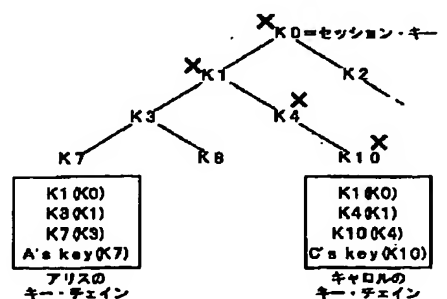 ×K0=セッション・キー
×K1 K2
K3 K4×
K7 K8 K10×
K1(K0)
K3(K1)
K7(K3)
A's key(K7)
アリスの
キー・チェイン
K1(K0)
K4(K1)
K10(K4)
C's key(K10)
キャロルの
キー・チェイン